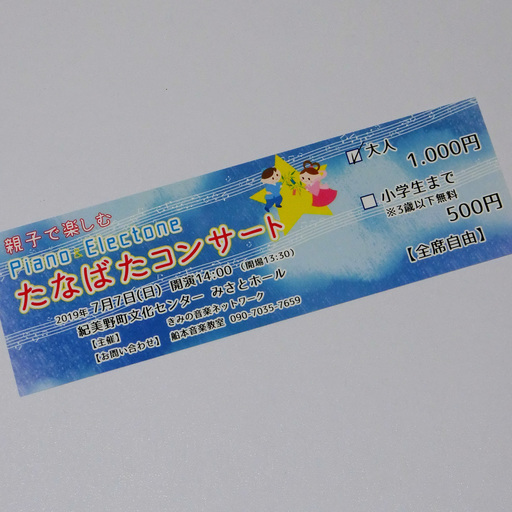 親子で楽しむ
Piano & Electone
たなばたコンサート
2019年 7月7日(日) 開演14:00 (開場13:30)
紀美野町文化センター みさとホール
【主催】 きみの音楽ネットワーク
【お問い合わせ】 船本音楽教室 090-7035-7659
大人
1.000円
小学生まで
※3歳以下無料
500円
【全席自由】